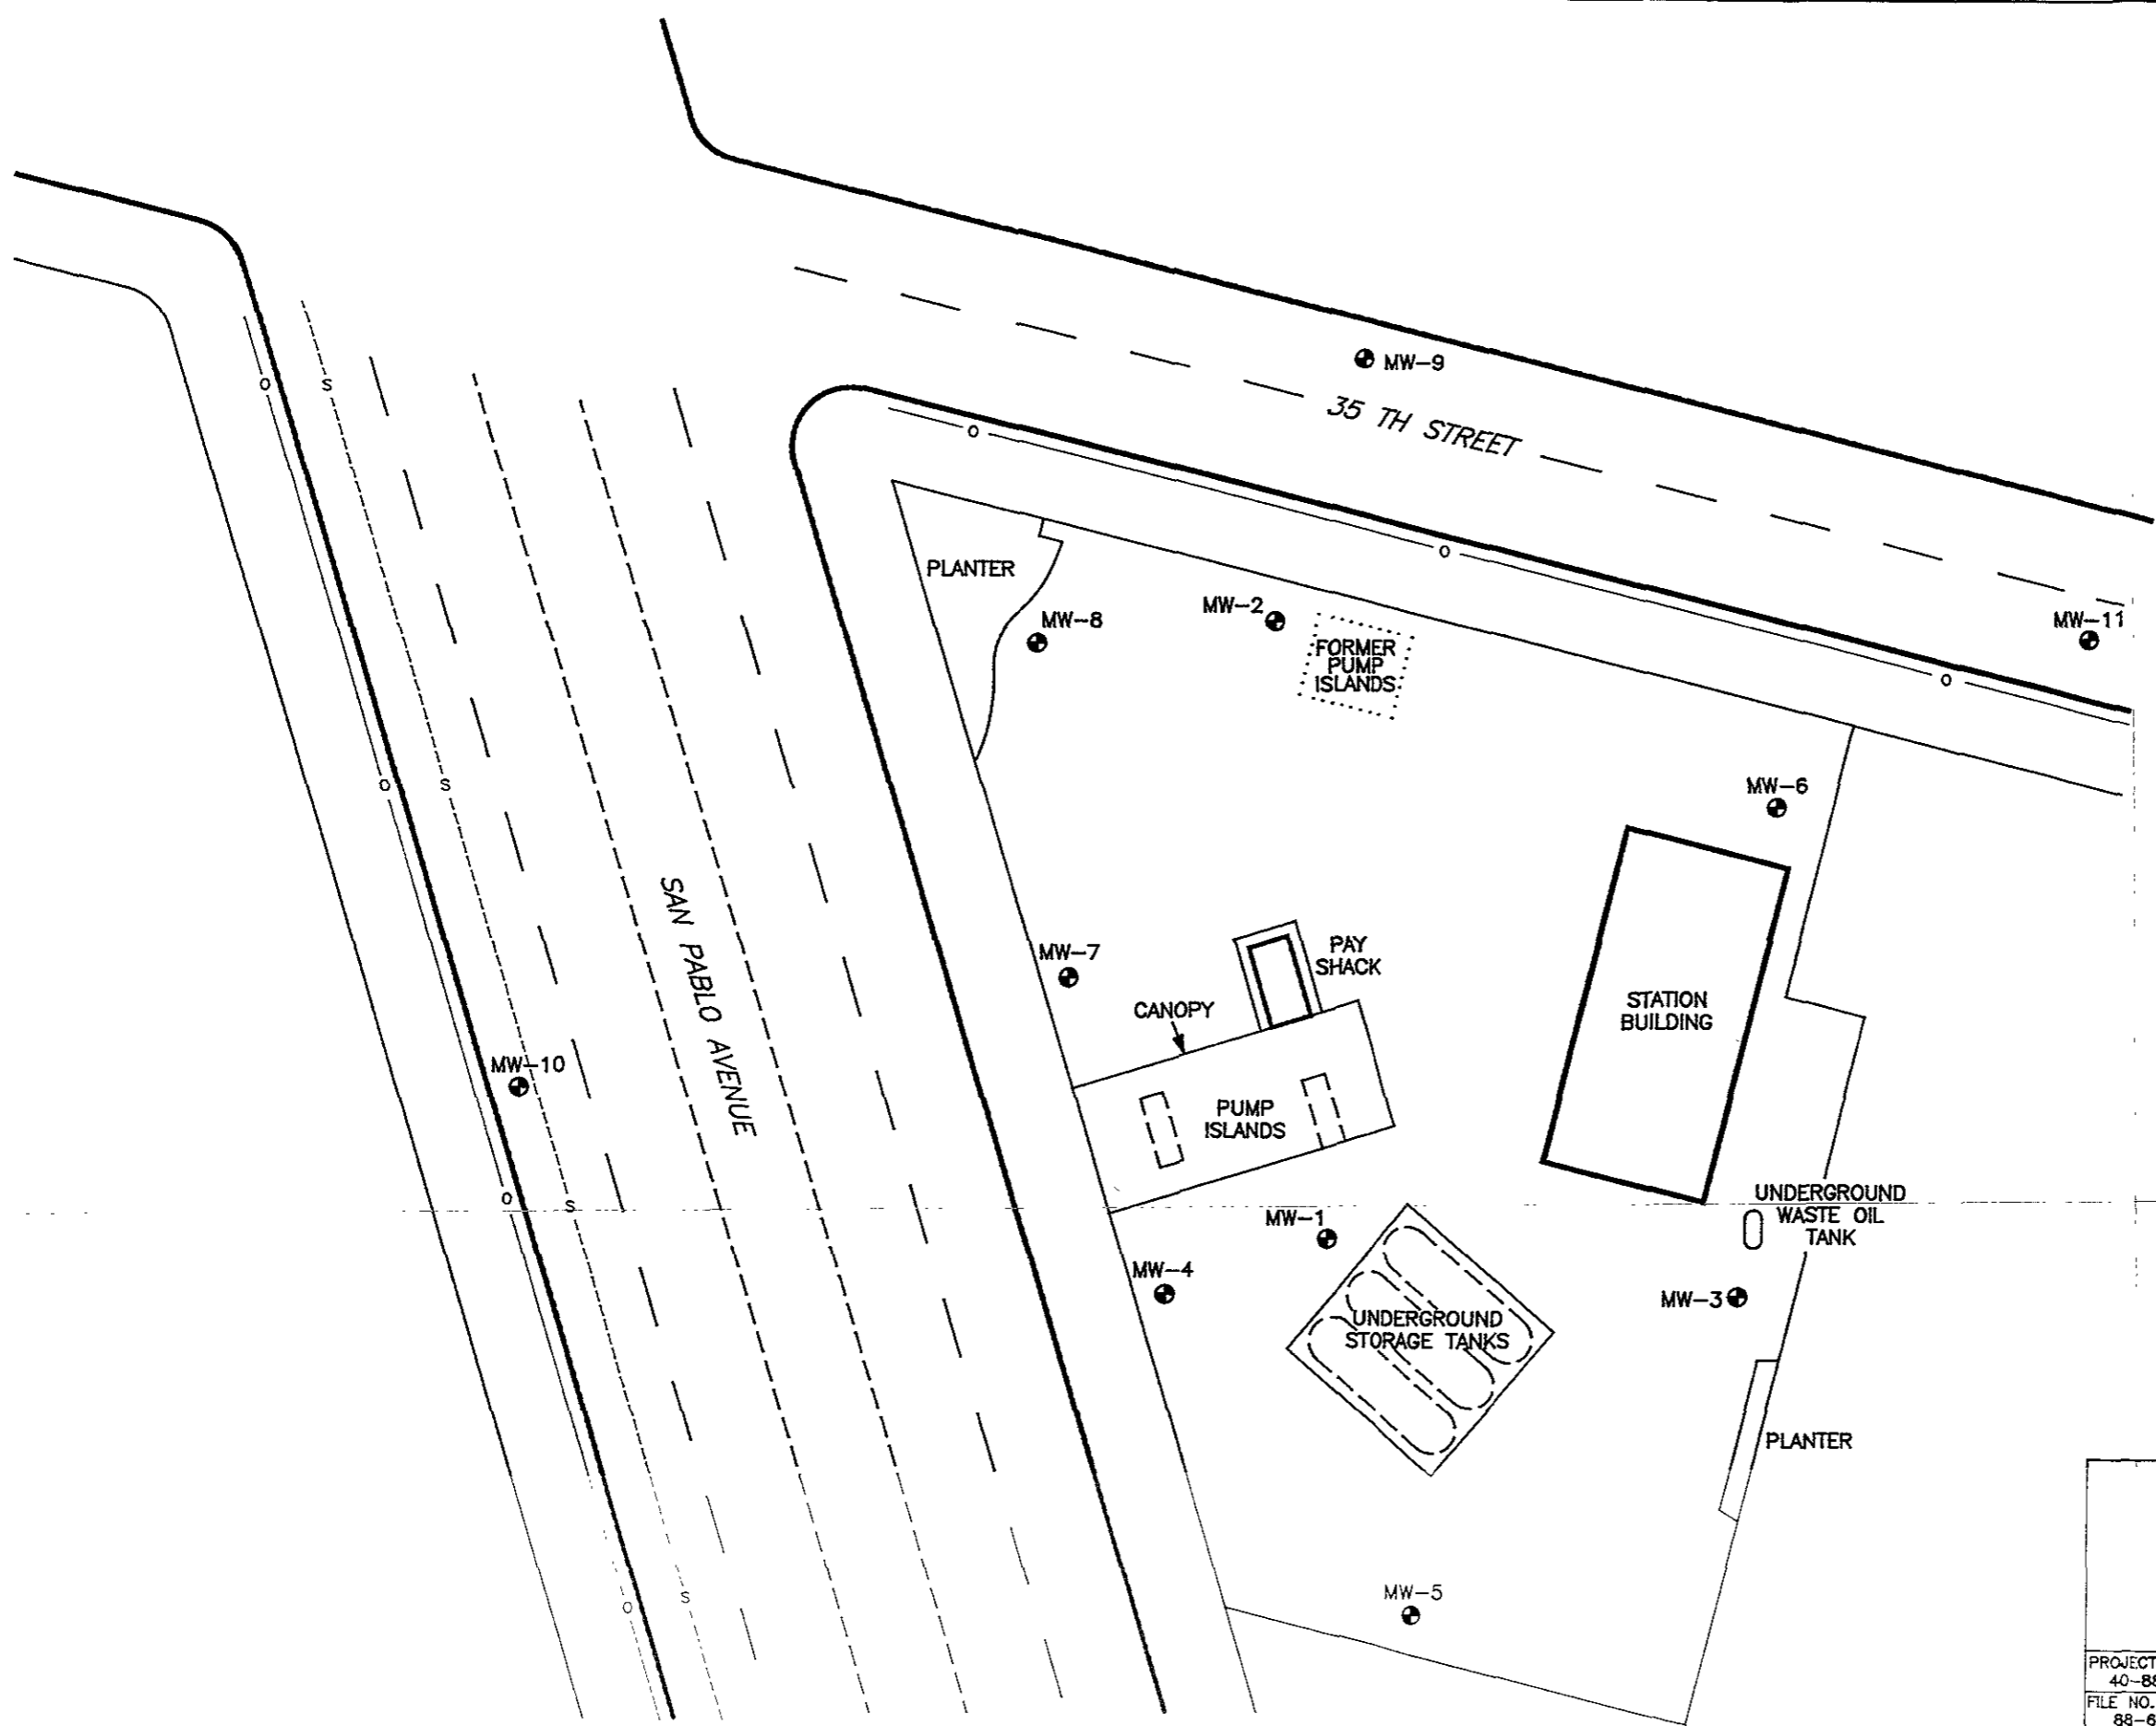 MW-9
35 TH STREET
O
S
O
O
PLANTER
MW-2
MW-8
MW-11
FORMER
PUMP
ISLANDS
O
MW-6
O
S
SAN PABLO AVENUE
MW-7
PAY
SHACK
CANOPY
STATION
BUILDING
MW-10
PUMP
ISLANDS
O
S
UNDERGROUND
WASTE OIL
TANK
MW-1
MW-4
MW-3
UNDERGROUND
STORAGE TANKS
PLANTER
MW-5
O
S
PROJECT
40-88
FILE NO.